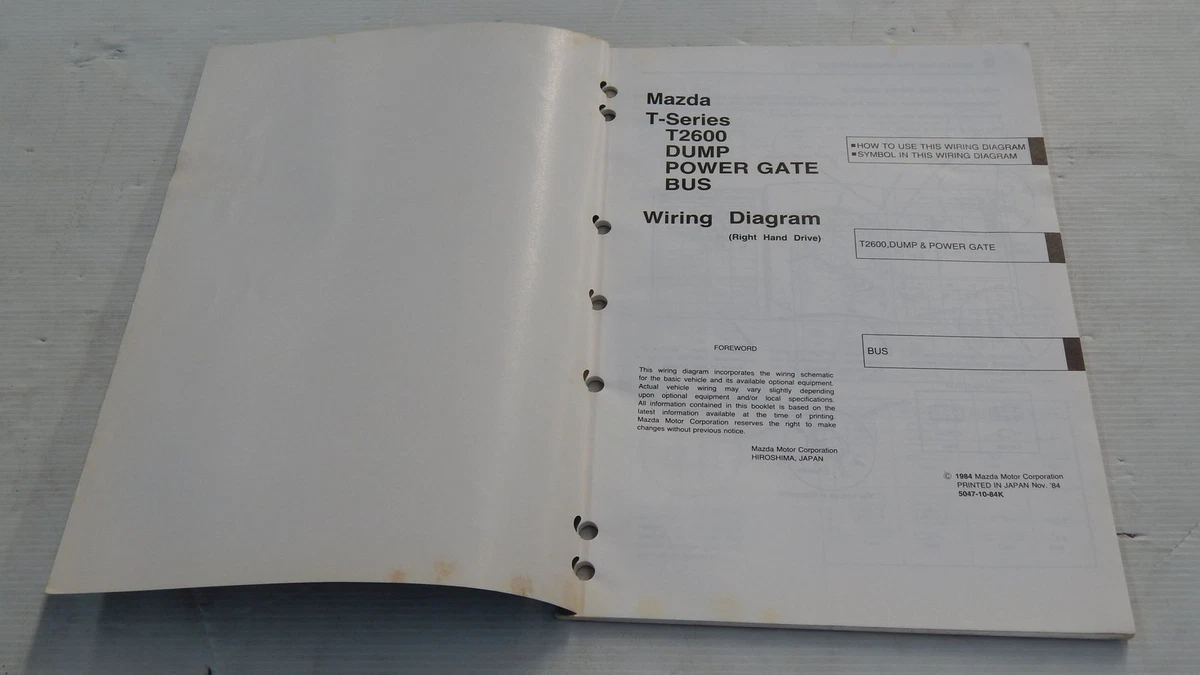 Mazda
T-Series
T2600
DUMP
POWER GATE
BUS
Wiring Diagram
(Right Hand Drive)
▪HOW TO USE THIS WIRING DIAGRAM
▪SYMBOL IN THIS WIRING DIAGRAM
T2600,DUMP & POWER GATE
BUS
FOREWORD
This wiring diagram incorporates the wiring schematic
for the basic vehicle and its available optional equipment.
Actual vehicle wiring may vary slightly depending
upon optional equipment and/or local specifications.
All information contained in this booklet is based on the
latest information available at the time of printing.
Mazda Motor Corporation reserves the right to make
changes without previous notice.
Mazda Motor Corporation
HIROSHIMA, JAPAN
© 1984 Mazda Motor Corporation
PRINTED IN JAPAN Nov. '84
5047-10-84K